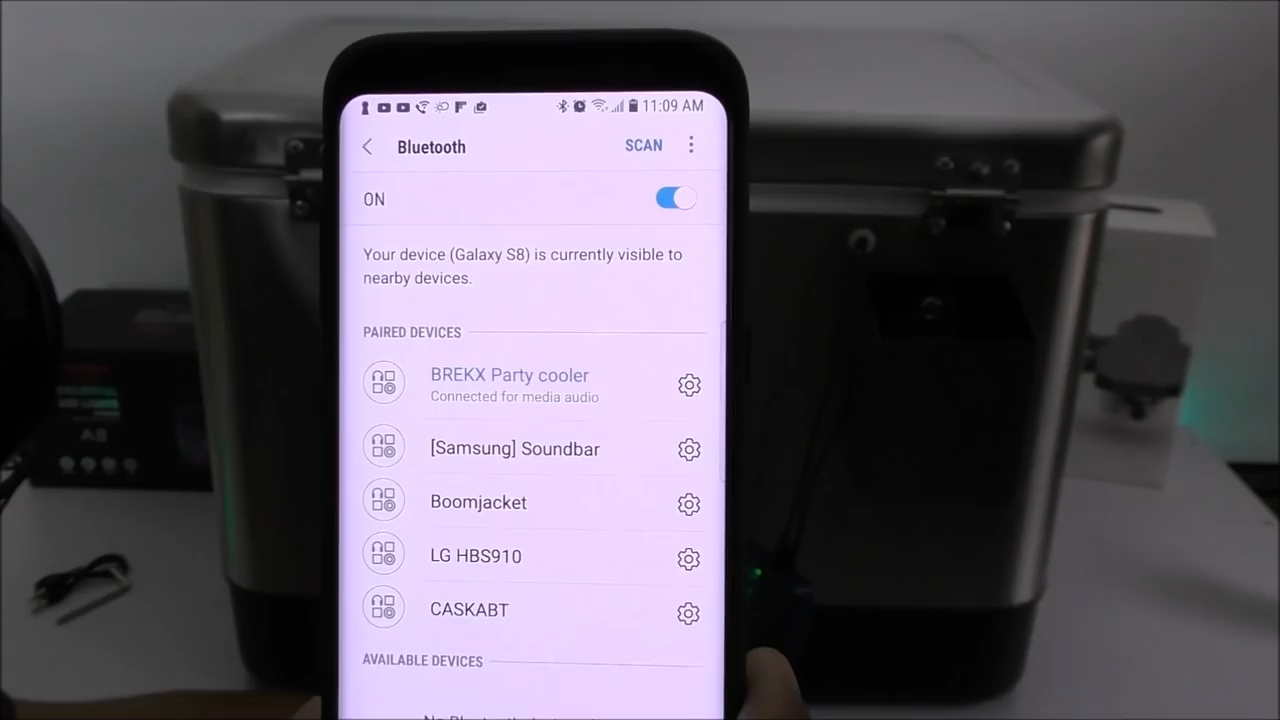 11:09 AM
Bluetooth
SCAN
ON
Your device (Galaxy S8) is currently visible to
nearby devices.
PAIRED DEVICES
BREKX Party cooler
Connected for media audio
[Samsung] Soundbar
Boomjacket
LG HBS910
CASKABT
AVAILABLE DEVICES
A8